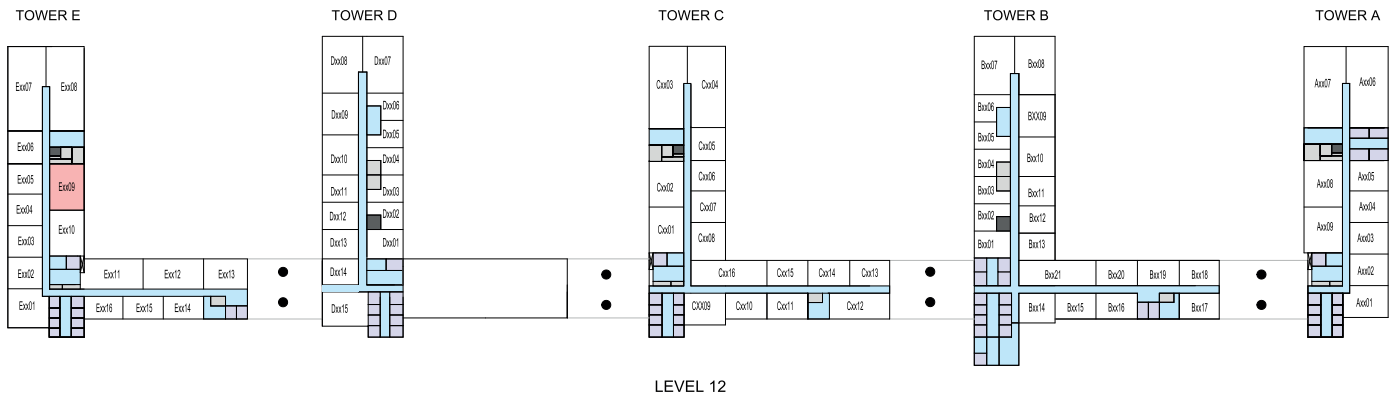 TOWER E
TOWER D
TOWER C
TOWER B
TOWER A
Exx07
Exx08
Exx06
Exx05
Exx09
Exx04
Exx03
Exx10
Exx02
Exx01
Exx11
Exx12
Exx13
Exx16
Exx15
Exx14
Dxx08
Dxx07
Dxx09
Dxx06
Dxx05
Dxx10
Dxx04
Dxx11
Dxx03
Dxx12
Dxx02
Dxx13
Dxx01
Dxx14
Dxx15
Cxx03
Cxx04
Cxx05
Cxx02
Cxx06
Cxx07
Cxx01
Cxx08
Cxx16
Cxx15
Cxx14
Cxx13
CXX09
Cxx10
Cxx11
Cxx12
Bxx07
Bxx08
Bxx06
BXX09
Bxx05
Bxx04
Bxx10
Bxx03
Bxx11
Bxx02
Bxx12
Bxx01
Bxx13
Bxx21
Bxx20
Bxx19
Bxx18
Bxx14
Bxx15
Bxx16
Bxx17
Axx07
Axx06
Axx08
Axx05
Axx04
Axx09
Axx03
Axx02
Axx01
LEVEL 12